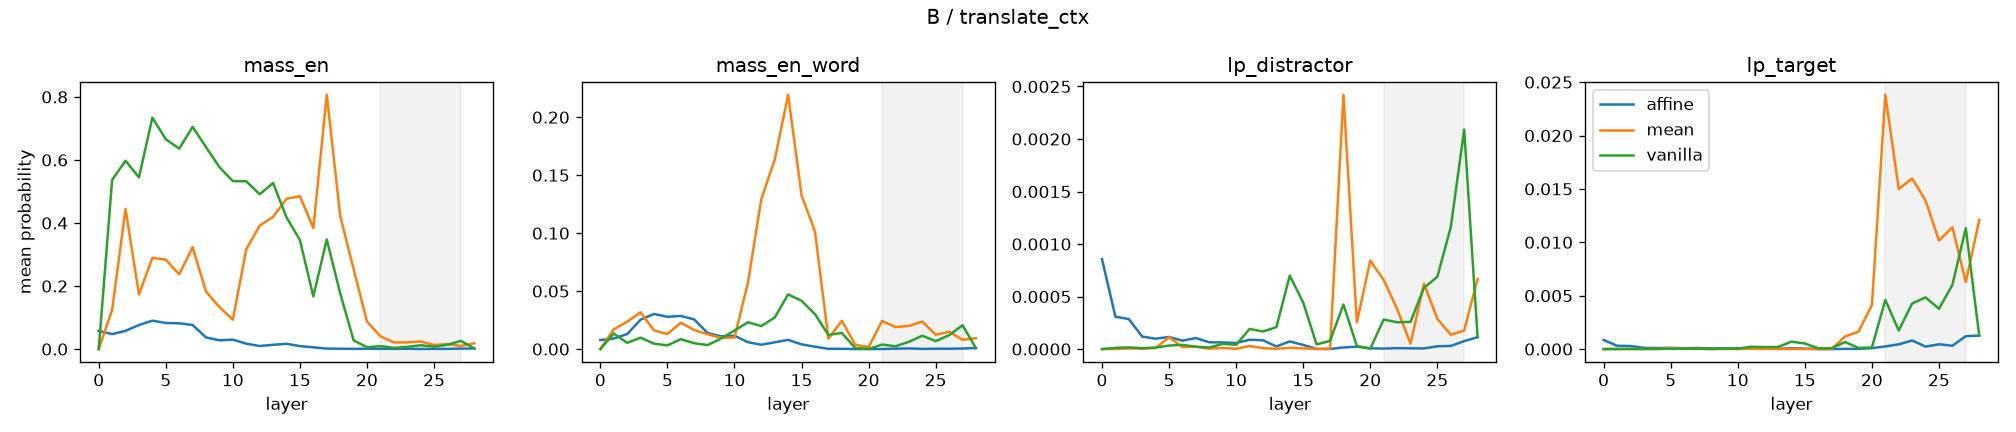 B / translate_ctx
mass_en
mass_en_word
lp_distractor
lp_target
mean probability
0.8
0.6
0.4
0.2
0.0
0 5 10 15 20 25
layer
0.20
0.15
0.10
0.05
0.00
0 5 10 15 20 25
layer
0.0025
0.0020
0.0015
0.0010
0.0005
0.0000
0 5 10 15 20 25
layer
0.025
0.020
0.015
0.010
0.005
0.000
0 5 10 15 20 25
layer
affine
mean
vanilla